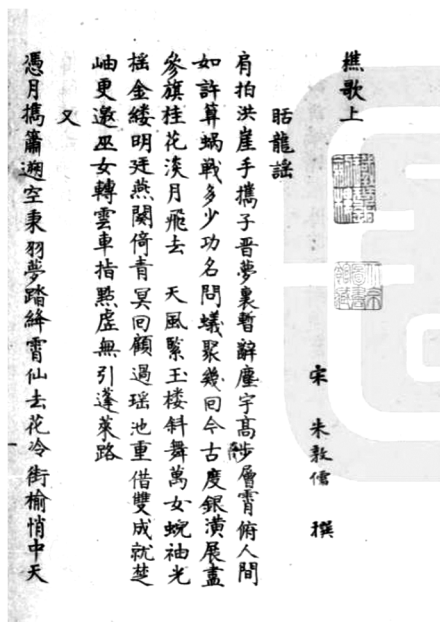 樵歌上
宋 朱敦儒 撰
聒龍謠
肩拍洪崖手攜子晉夢裏暫辭塵宇高步層霄俯人間
如許算蝸戰多少功名問蟻聚幾回今古度銀潢展盡
參旗桂花淡月飛去 天風緊玉樓斜舞萬女蜺袖光
搖金縷明廷燕闋倚青冥回顧過瑤池重借雙成就楚
岫更邀巫女轉雲車指點虛無引蓬萊路
又
憑月攜簫遡空秉羽夢踏絳霄仙去花冷街榆悄中天